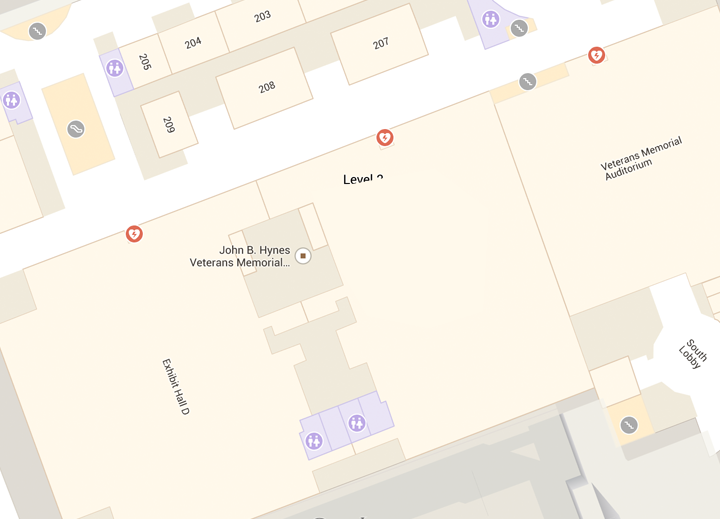 203
204
205
207
208
209
Level 2
Veterans Memorial
Auditorium
John B. Hynes
Veterans Memorial...
Exhibit Hall D
South
Lobby